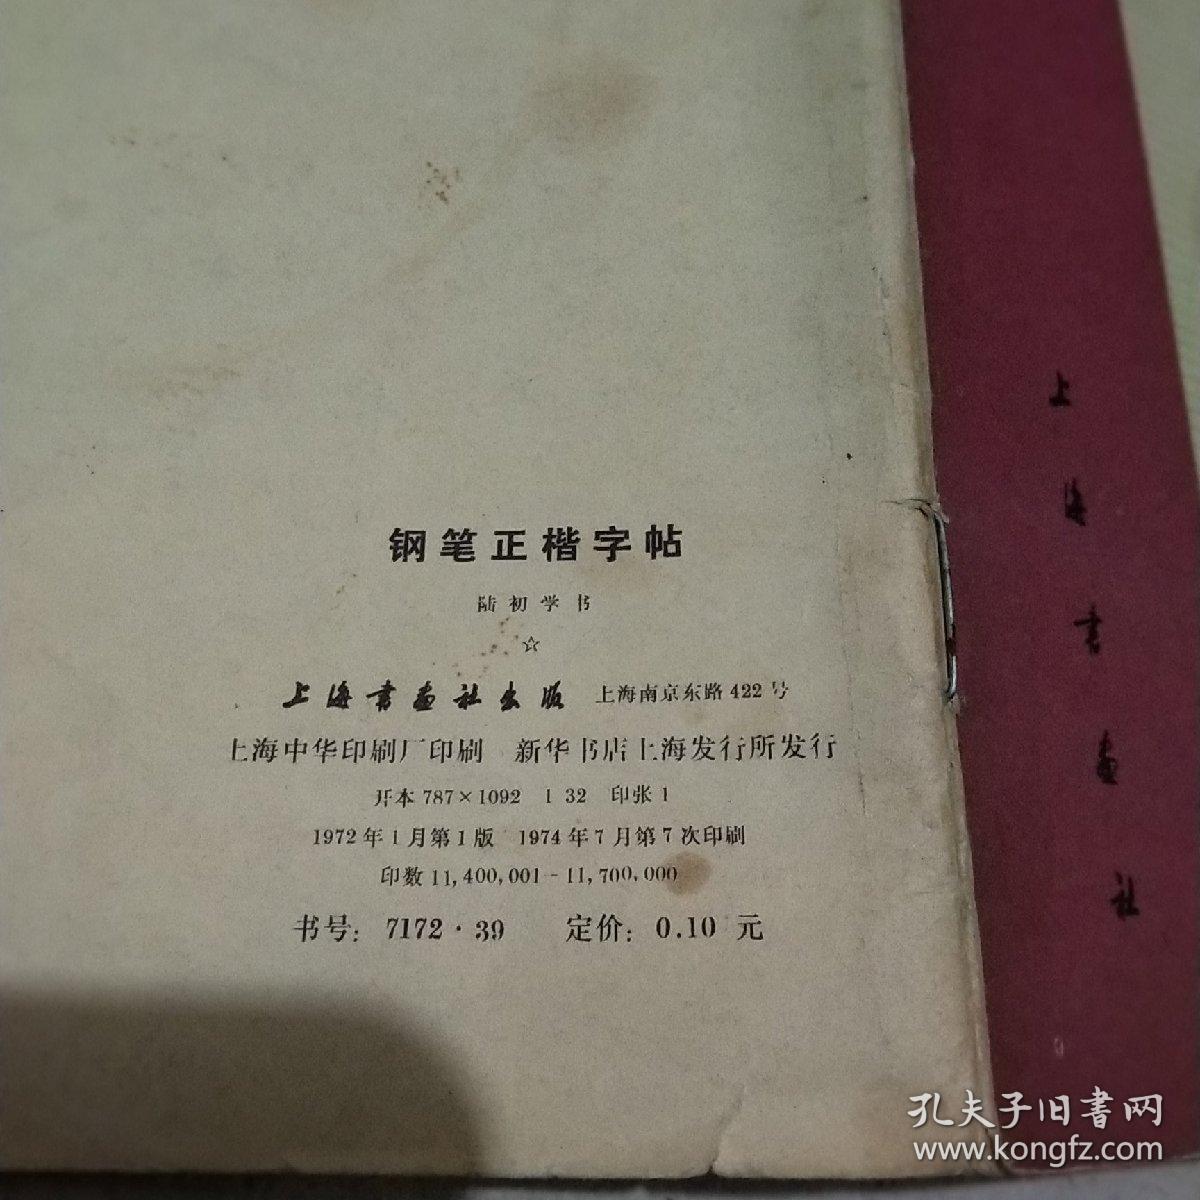 钢笔正楷字帖
陆初学书
☆
上海书画社出版 上海南京东路422号
上海中华印刷厂印刷 新华书店上海发行所发行
开本 787×1092 1 32 印张 1
1972年1月第1版 1974年7月第7次印刷
印数 11,400,001-11,700,000
书号：7172·39 定价：0.10 元
上海书画社
孔夫子旧书网
www.kongfz.com